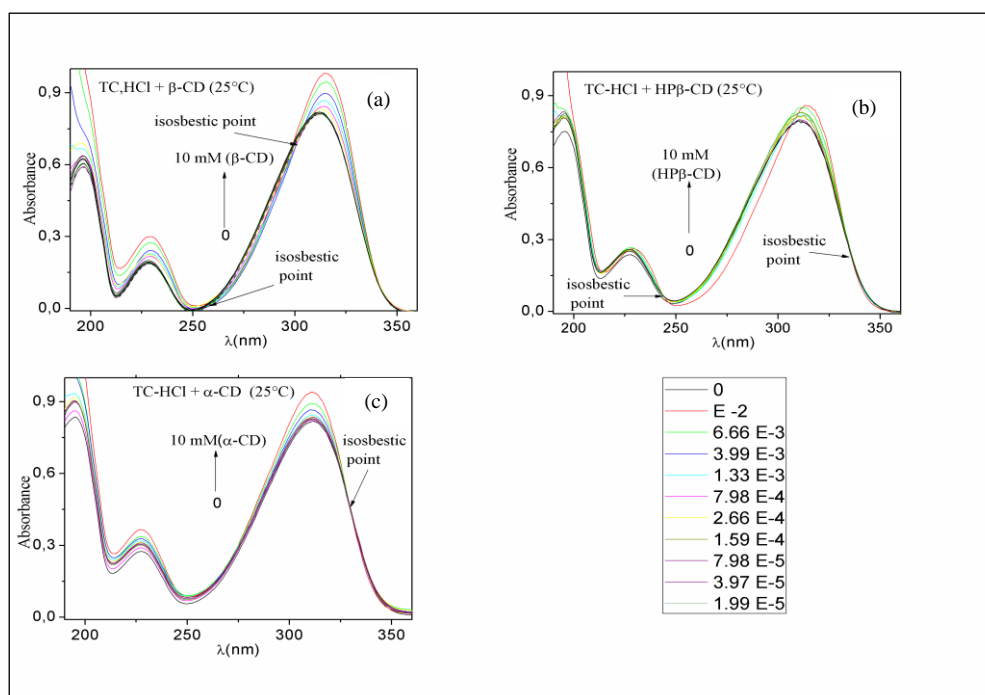 TC,HCl + β-CD (25°C)
(a)
isosbestic point
10 mM (β-CD)
0
isosbestic
point
0,9
0,6
0,3
0,0
Absorbance
200
250
300
350
λ(nm)
TC-HCl + HPβ-CD (25°C)
(b)
10 mM
(HPβ-CD)
0
isosbestic
point
isosbestic
point
0,9
0,6
0,3
0,0
Absorbance
200
250
300
350
λ(nm)
TC-HCl + α-CD (25°C)
(c)
10 mM(α-CD)
0
isosbestic
point
0,9
0,6
0,3
0,0
Absorbance
200
250
300
350
λ(nm)
0
E -2
6.66 E-3
3.99 E-3
1.33 E-3
7.98 E-4
2.66 E-4
1.59 E-4
7.98 E-5
3.97 E-5
1.99 E-5